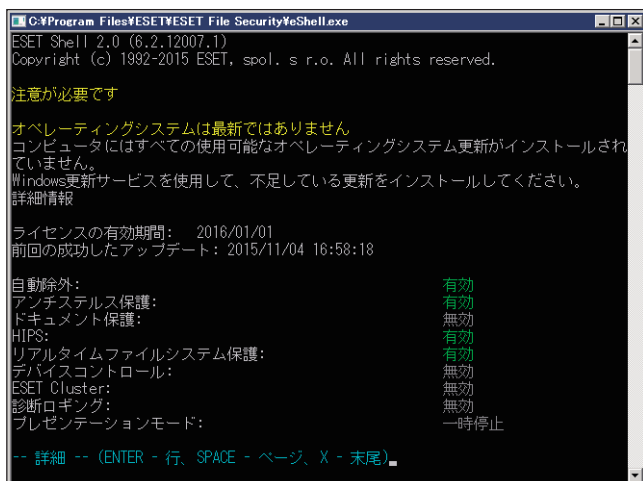 C:¥Program Files¥ESET¥ESET File Security¥eShell.exe
ESET Shell 2.0 (6.2.12007.1)
Copyright (c) 1992-2015 ESET, spol. s r.o. All rights reserved.
注意が必要です
オペレーティングシステムは最新ではありません
コンピュータにはすべての使用可能なオペレーティングシステム更新がインストールされ
ていません。
Windows更新サービスを使用して、不足している更新をインストールしてください。
詳細情報
ライセンスの有効期間: 2016/01/01
前回の成功したアップデート: 2015/11/04 16:58:18
自動除外: 有効
アンチステルス保護: 有効
ドキュメント保護: 無効
HIPS: 有効
リアルタイムファイルシステム保護: 有効
デバイスコントロール: 無効
ESET Cluster: 無効
診断ロギング: 無効
プレゼンテーションモード: 一時停止
-- 詳細 -- (ENTER - 行、SPACE - ページ、X - 末尾)